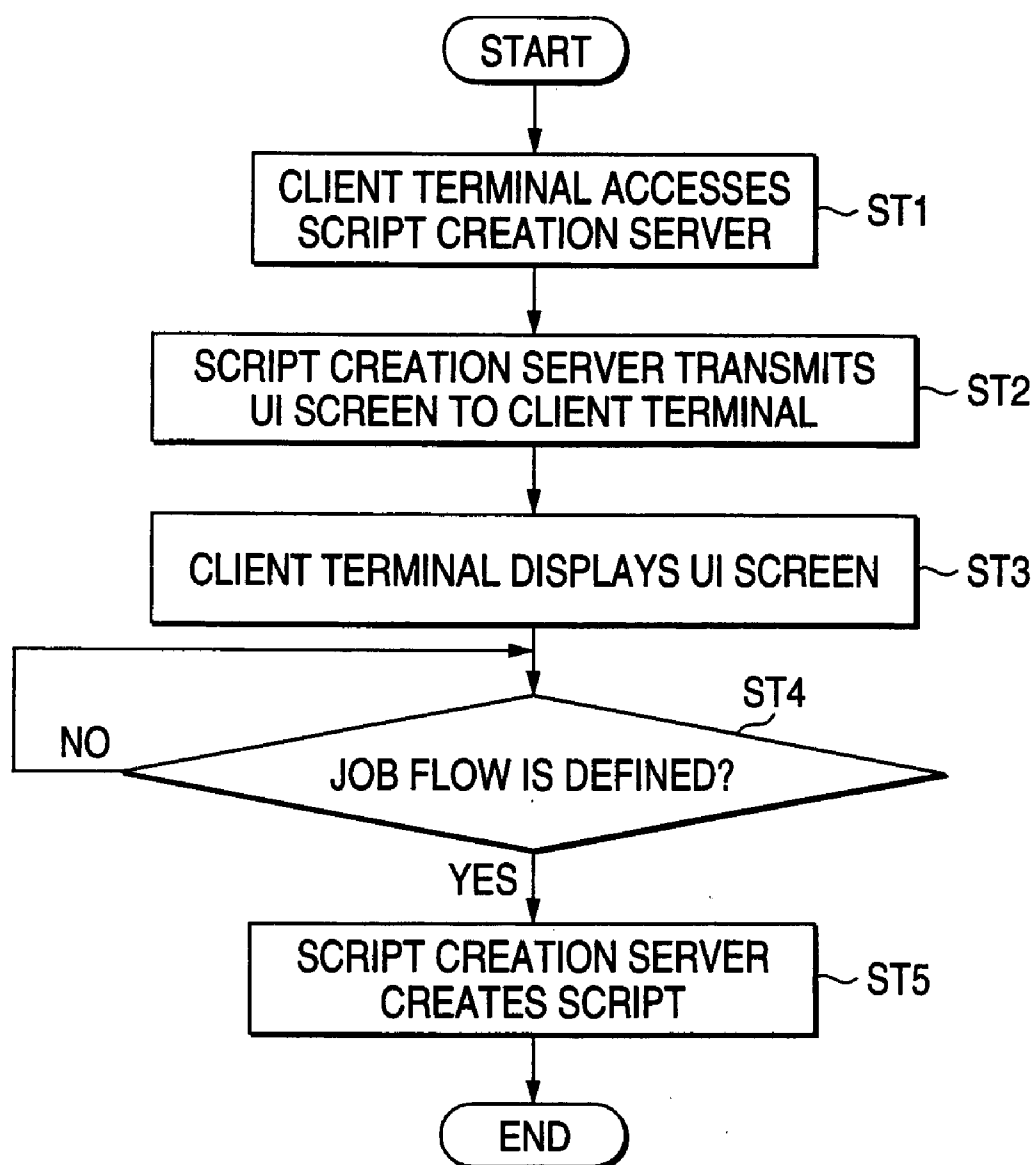 START
CLIENT TERMINAL ACCESSES
SCRIPT CREATION SERVER
ST1
SCRIPT CREATION SERVER TRANSMITS
UI SCREEN TO CLIENT TERMINAL
ST2
CLIENT TERMINAL DISPLAYS UI SCREEN
ST3
ST4
NO
JOB FLOW IS DEFINED?
YES
SCRIPT CREATION SERVER
CREATES SCRIPT
ST5
END